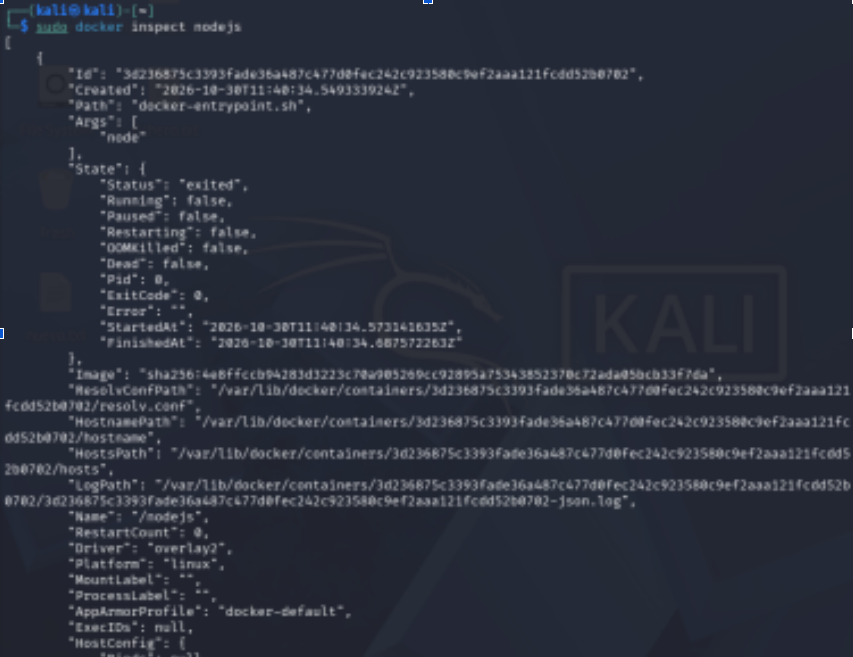 ┌──(kali㉿kali)-[~]
└─$ sudo docker inspect nodejs
[
    {
        "Id": "3d236875c3393fade36a487c477d0fec242c923580c9ef2aaa121fcdd52b0702",
        "Created": "2026-10-30T11:40:34.549333924Z",
        "Path": "docker-entrypoint.sh",
        "Args": [
            "node"
        ],
        "State": {
            "Status": "exited",
            "Running": false,
            "Paused": false,
            "Restarting": false,
            "OOMKilled": false,
            "Dead": false,
            "Pid": 0,
            "ExitCode": 0,
            "Error": "",
            "StartedAt": "2026-10-30T11:40:34.573141635Z",
            "FinishedAt": "2026-10-30T11:40:34.687572263Z"
        },
        "Image": "sha256:4e8ffccb94283d3223c70a905269cc92895a75343852370c72ada05bcb33f7da",
        "ResolvConfPath": "/var/lib/docker/containers/3d236875c3393fade36a487c477d0fec242c923580c9ef2aaa121
fcdd52b0702/resolv.conf",
        "HostnamePath": "/var/lib/docker/containers/3d236875c3393fade36a487c477d0fec242c923580c9ef2aaa121fc
dd52b0702/hostname",
        "HostsPath": "/var/lib/docker/containers/3d236875c3393fade36a487c477d0fec242c923580c9ef2aaa121fcdd5
2b0702/hosts",
        "LogPath": "/var/lib/docker/containers/3d236875c3393fade36a487c477d0fec242c923580c9ef2aaa121fcdd52b
0702/3d236875c3393fade36a487c477d0fec242c923580c9ef2aaa121fcdd52b0702-json.log",
        "Name": "/nodejs",
        "RestartCount": 0,
        "Driver": "overlay2",
        "Platform": "linux",
        "MountLabel": "",
        "ProcessLabel": "",
        "AppArmorProfile": "docker-default",
        "ExecIDs": null,
        "HostConfig": {
KALI